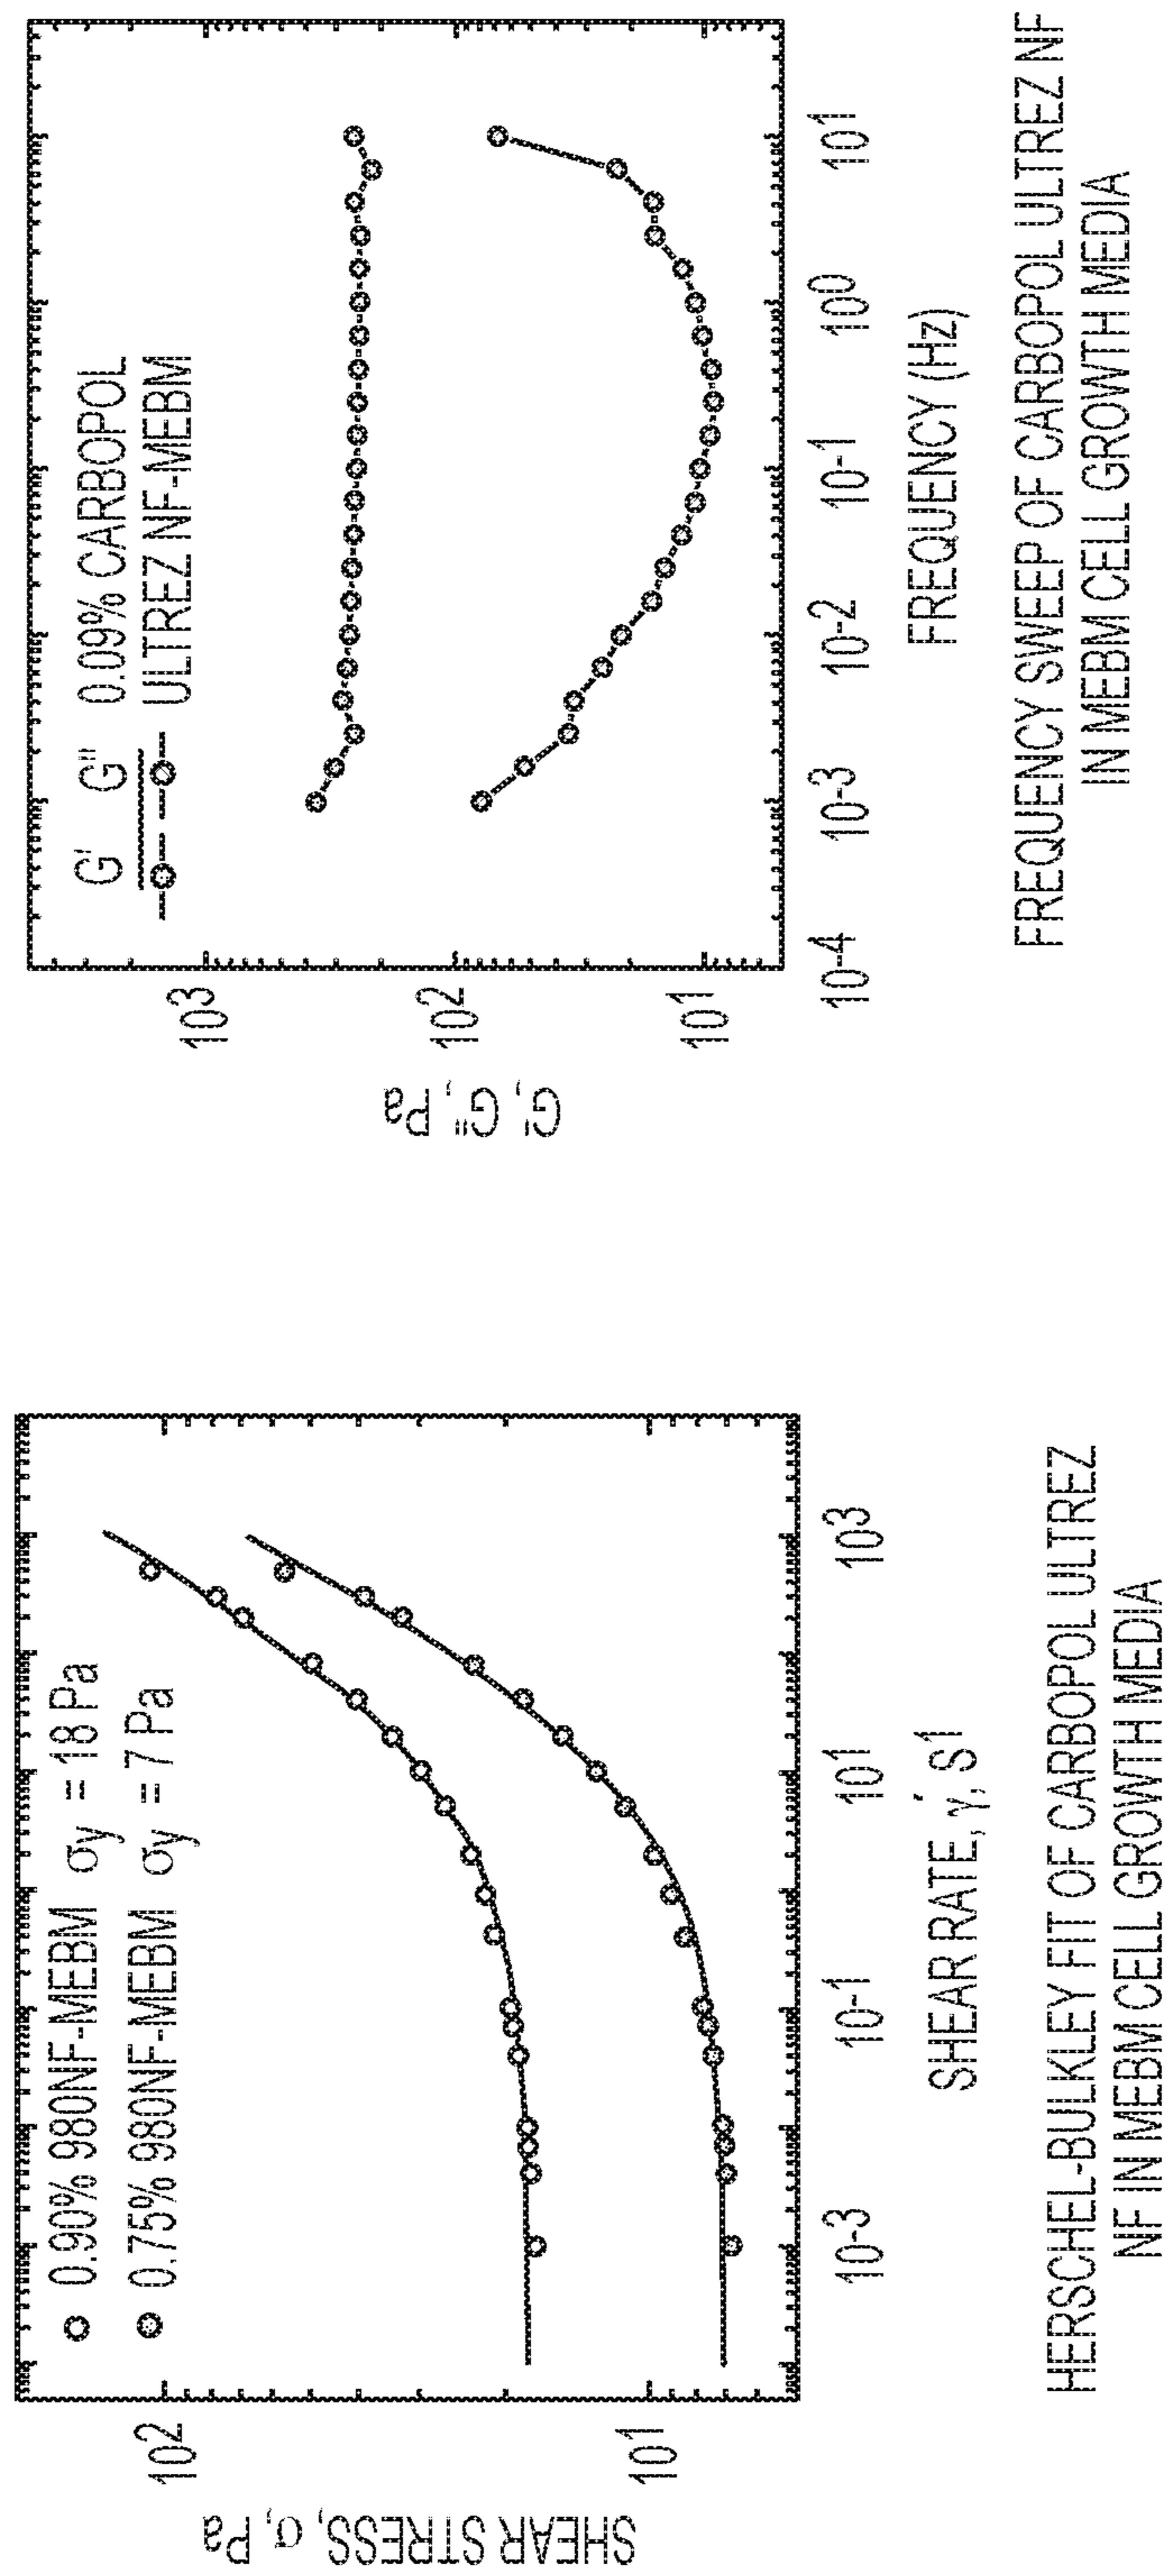 0.90% 980NF-MEBM σy = 18 Pa
0.75% 980NF-MEBM σy = 7 Pa
10²
10¹
SHEAR STRESS, σ, Pa
10-3
10-1
10¹
10³
SHEAR RATE, γ̇, S¹
HERSCHEL-BULKLEY FIT OF CARBOPOL ULTREZ
NF IN MEBM CELL GROWTH MEDIA
G' G" 0.09% CARBOPOL
ULTREZ NF-MEBM
10³
10²
10¹
G', G", Pa
10-4
10-3
10-2
10-1
10⁰
10¹
FREQUENCY (Hz)
FREQUENCY SWEEP OF CARBOPOL ULTREZ NF
IN MEBM CELL GROWTH MEDIA